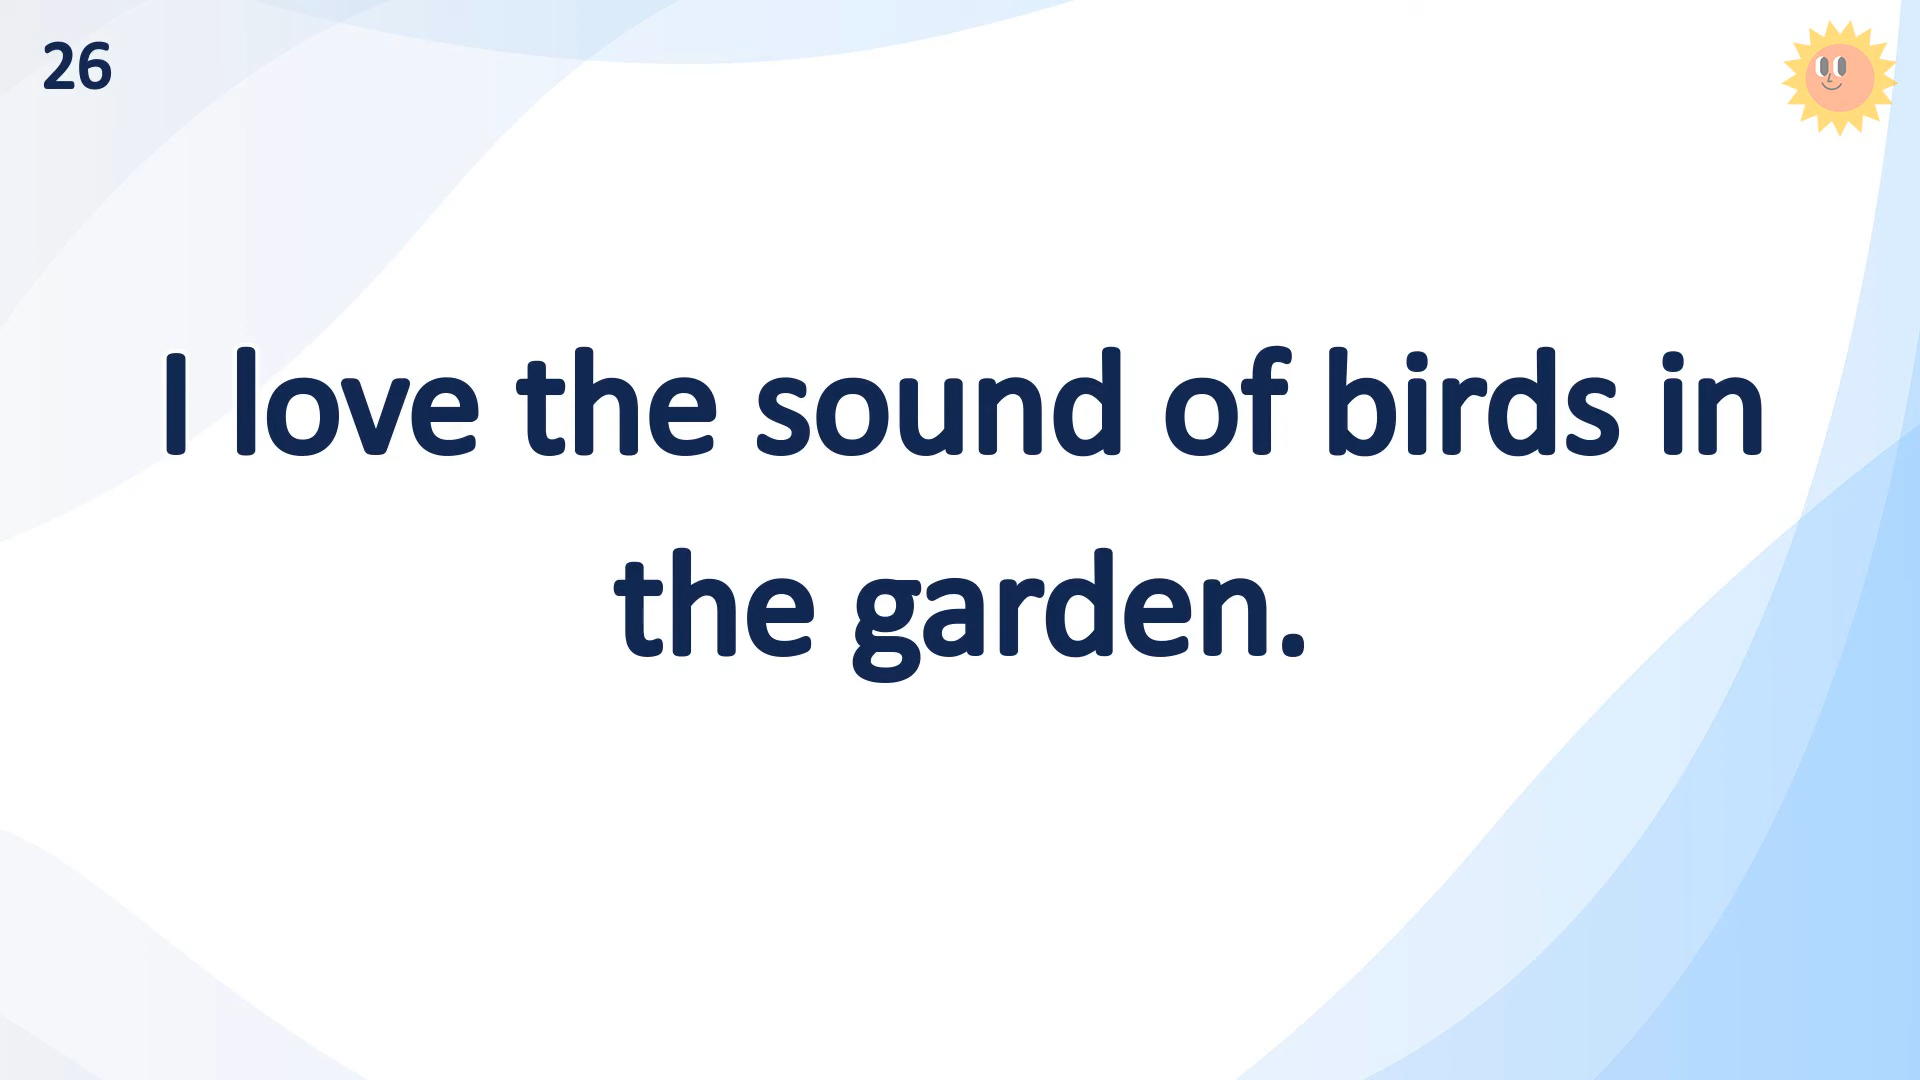 26
I love the sound of birds in
the garden.